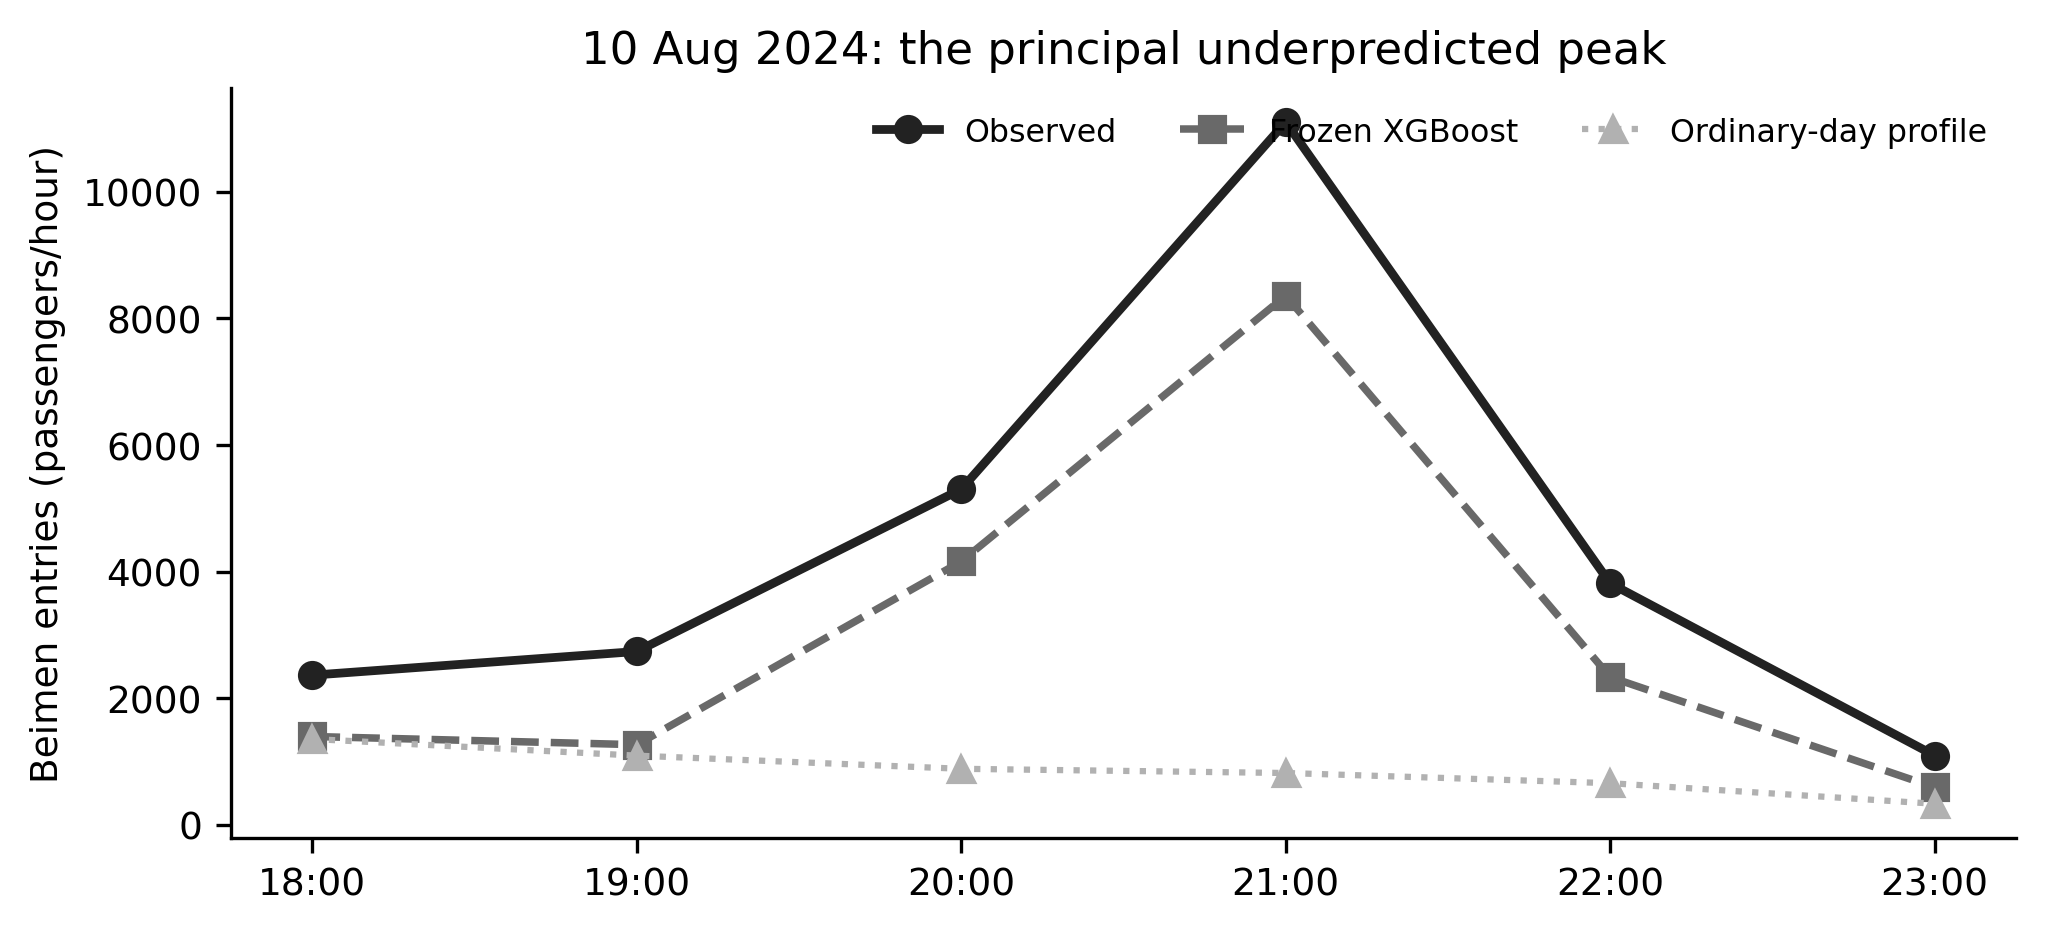 10 Aug 2024: the principal underpredicted peak
Observed
Frozen XGBoost
Ordinary-day profile
Beimen entries (passengers/hour)
10000
8000
6000
4000
2000
0
18:00
19:00
20:00
21:00
22:00
23:00